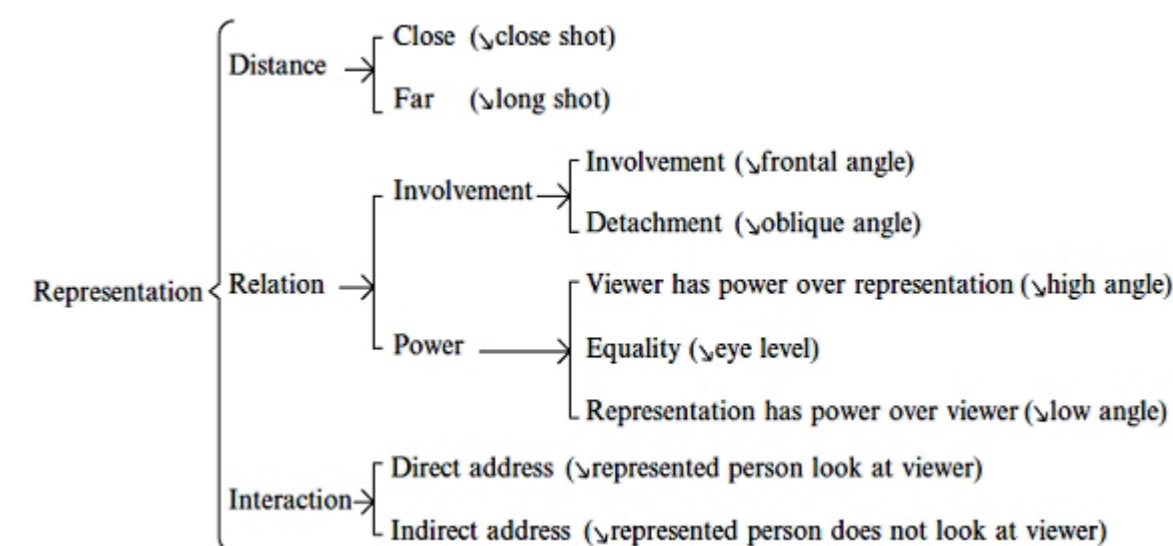 Close (↘close shot)
Distance
Far (↘long shot)
Involvement (↘frontal angle)
Involvement
Detachment (↘oblique angle)
Representation
Relation
Viewer has power over representation (↘high angle)
Power
Equality (↘eye level)
Representation has power over viewer (↘low angle)
Direct address (↘represented person look at viewer)
Interaction
Indirect address (↘represented person does not look at viewer)